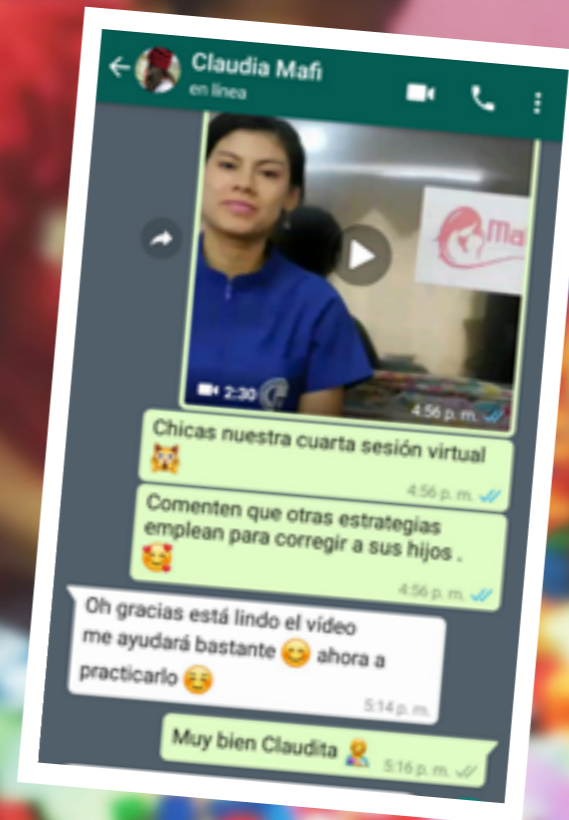 Claudia Mafi
en línea
Ma
2:30
4:56 p. m.
Chicas nuestra cuarta sesión virtual
4:56 p. m.
Comenten que otras estrategias
emplean para corregir a sus hijos .
4:56 p. m.
Oh gracias está lindo el vídeo
me ayudará bastante 😊 ahora a
practicarlo ☺️
5:14 p. m.
Muy bien Claudita
5:16 p. m.